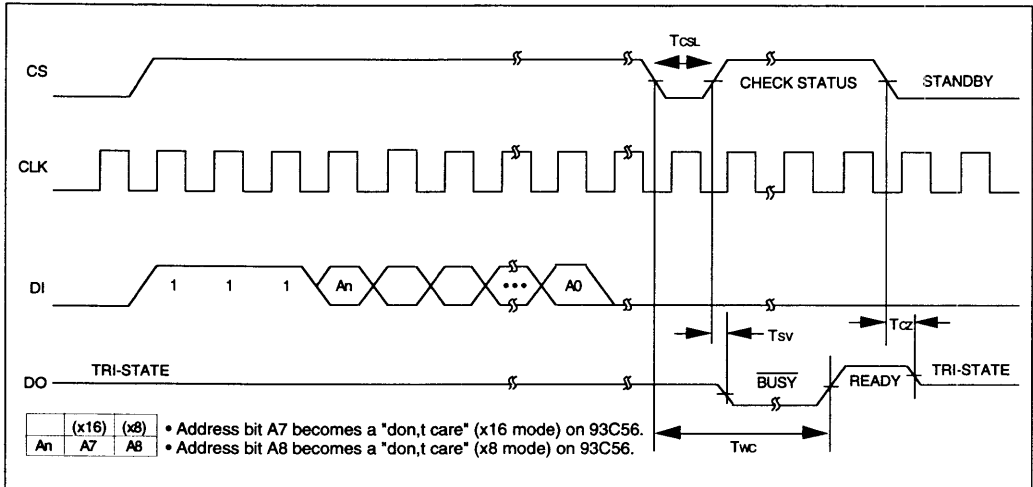 TCSL
CS
CHECK STATUS
STANDBY
CLK
DI
1 1 1 An ••• A0
TSV
TCZ
DO
TRI-STATE
BUSY
READY
TRI-STATE
TWC
(x16) (x8)
An A7 A8
• Address bit A7 becomes a "don,t care" (x16 mode) on 93C56.
• Address bit A8 becomes a "don,t care" (x8 mode) on 93C56.